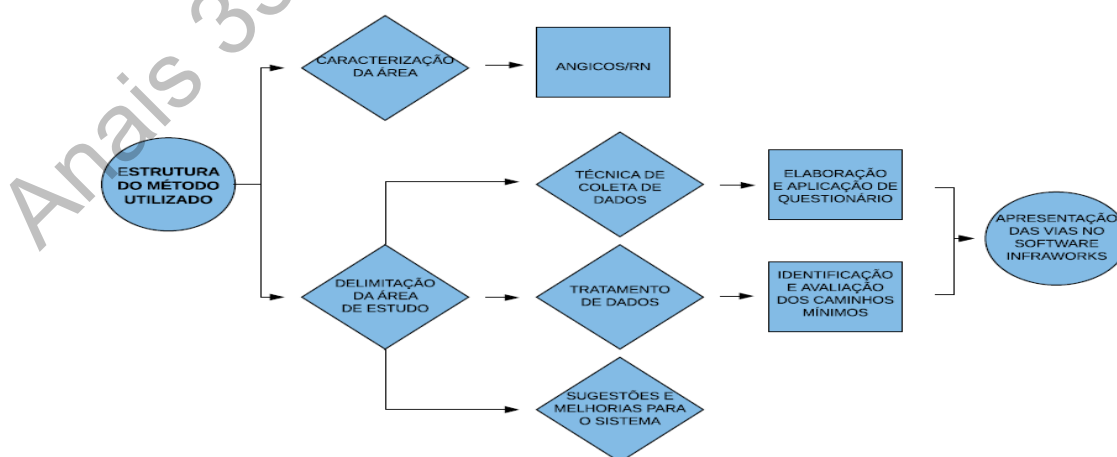 Anais 33
CARACTERIZAÇÃO
DA ÁREA
ANGICOS/RN
ESTRUTURA
DO MÉTODO
UTILIZADO
TÉCNICA DE
COLETA DE
DADOS
ELABORAÇÃO
E APLICAÇÃO DE
QUESTIONÁRIO
APRESENTAÇÃO
DAS VIAS NO
SOFTWARE
INFRAWORKS
DELIMITAÇÃO
DA ÁREA
DE ESTUDO
TRATAMENTO
DE DADOS
IDENTIFICAÇÃO
E AVALIAÇÃO
DOS CAMINHOS
MÍNIMOS
SUGESTÕES E
MELHORIAS PARA
O SISTEMA